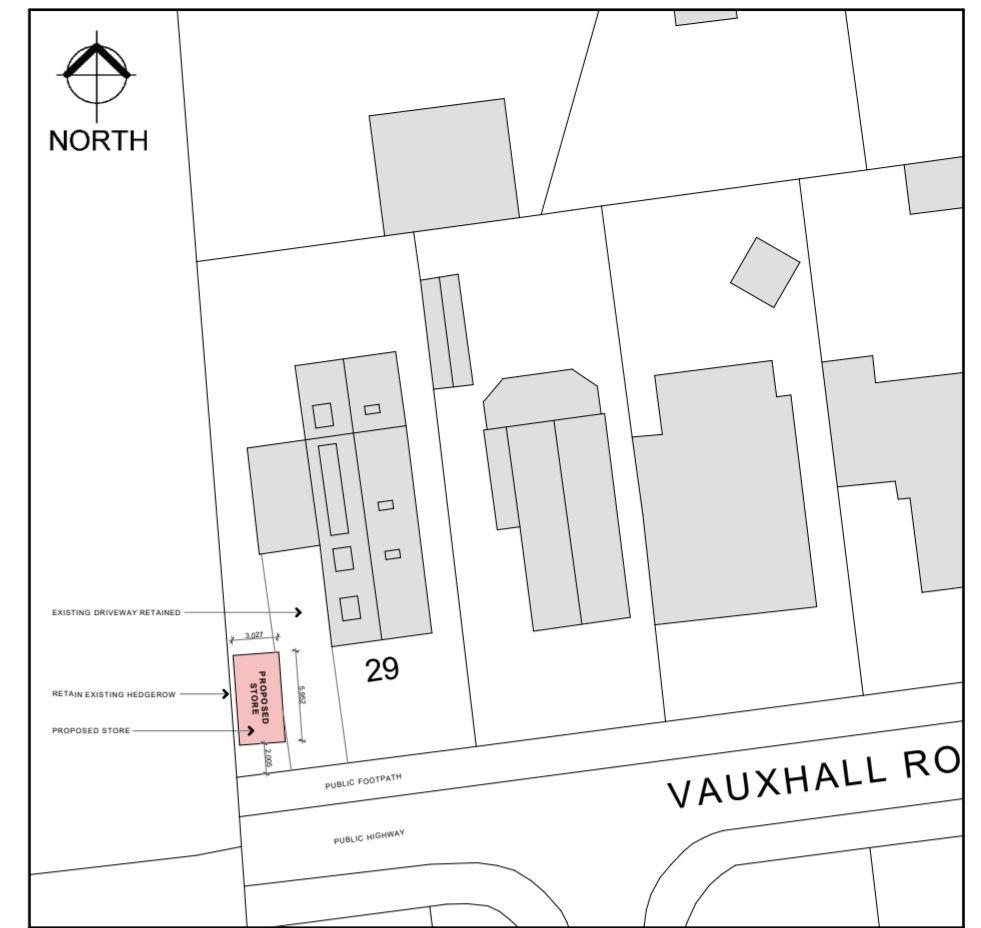 NORTH
EXISTING DRIVEWAY RETAINED
3.027
RETAIN EXISTING HEDGEROW
PROPOSED
STORE
5.952
29
PROPOSED STORE
2.005
PUBLIC FOOTPATH
VAUXHALL RO
PUBLIC HIGHWAY